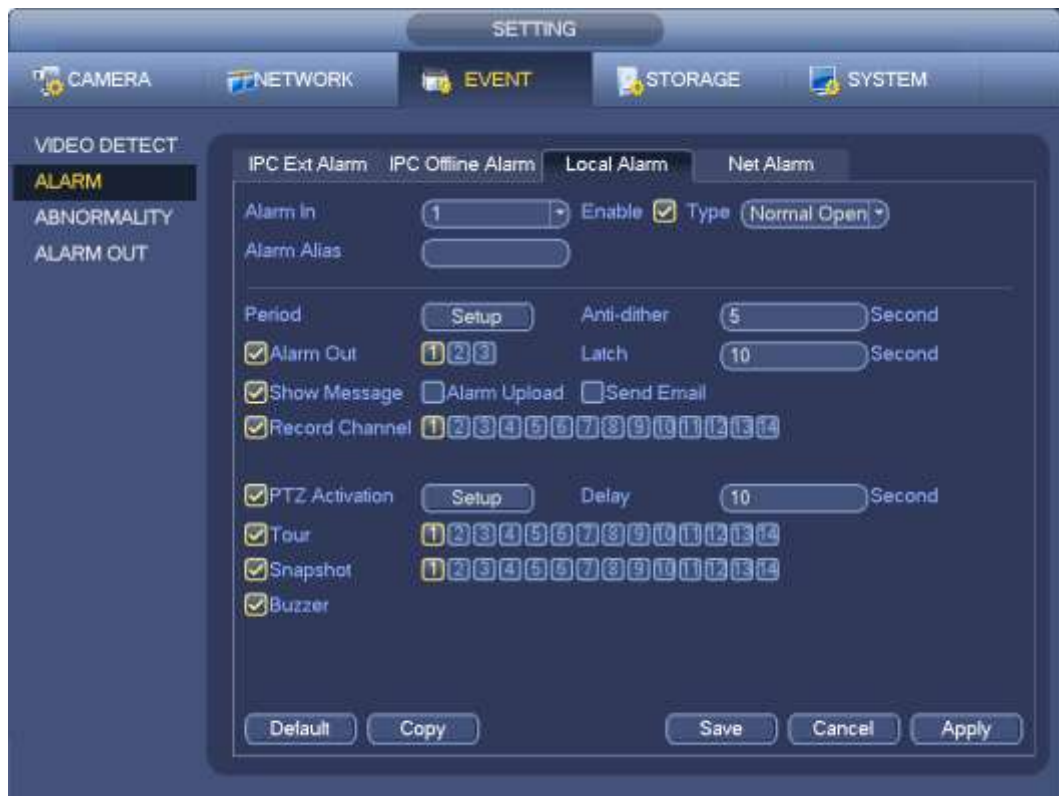 SETTING
CAMERA NETWORK EVENT STORAGE SYSTEM
VIDEO DETECT
ALARM
ABNORMALITY
ALARM OUT
IPC Ext Alarm IPC Offline Alarm Local Alarm Net Alarm
Alarm In 1 Enable Type Normal Open
Alarm Alias
Period Setup Anti-dither 5 Second
Alarm Out 1 2 3 Latch 10 Second
Show Message Alarm Upload Send Email
Record Channel 1 2 3 4 5 6 7 8 9 10 11 12 13 14
PTZ Activation Setup Delay 10 Second
Tour 1 2 3 4 5 6 7 8 9 10 11 12 13 14
Snapshot 1 2 3 4 5 6 7 8 9 10 11 12 13 14
Buzzer
Default Copy Save Cancel Apply